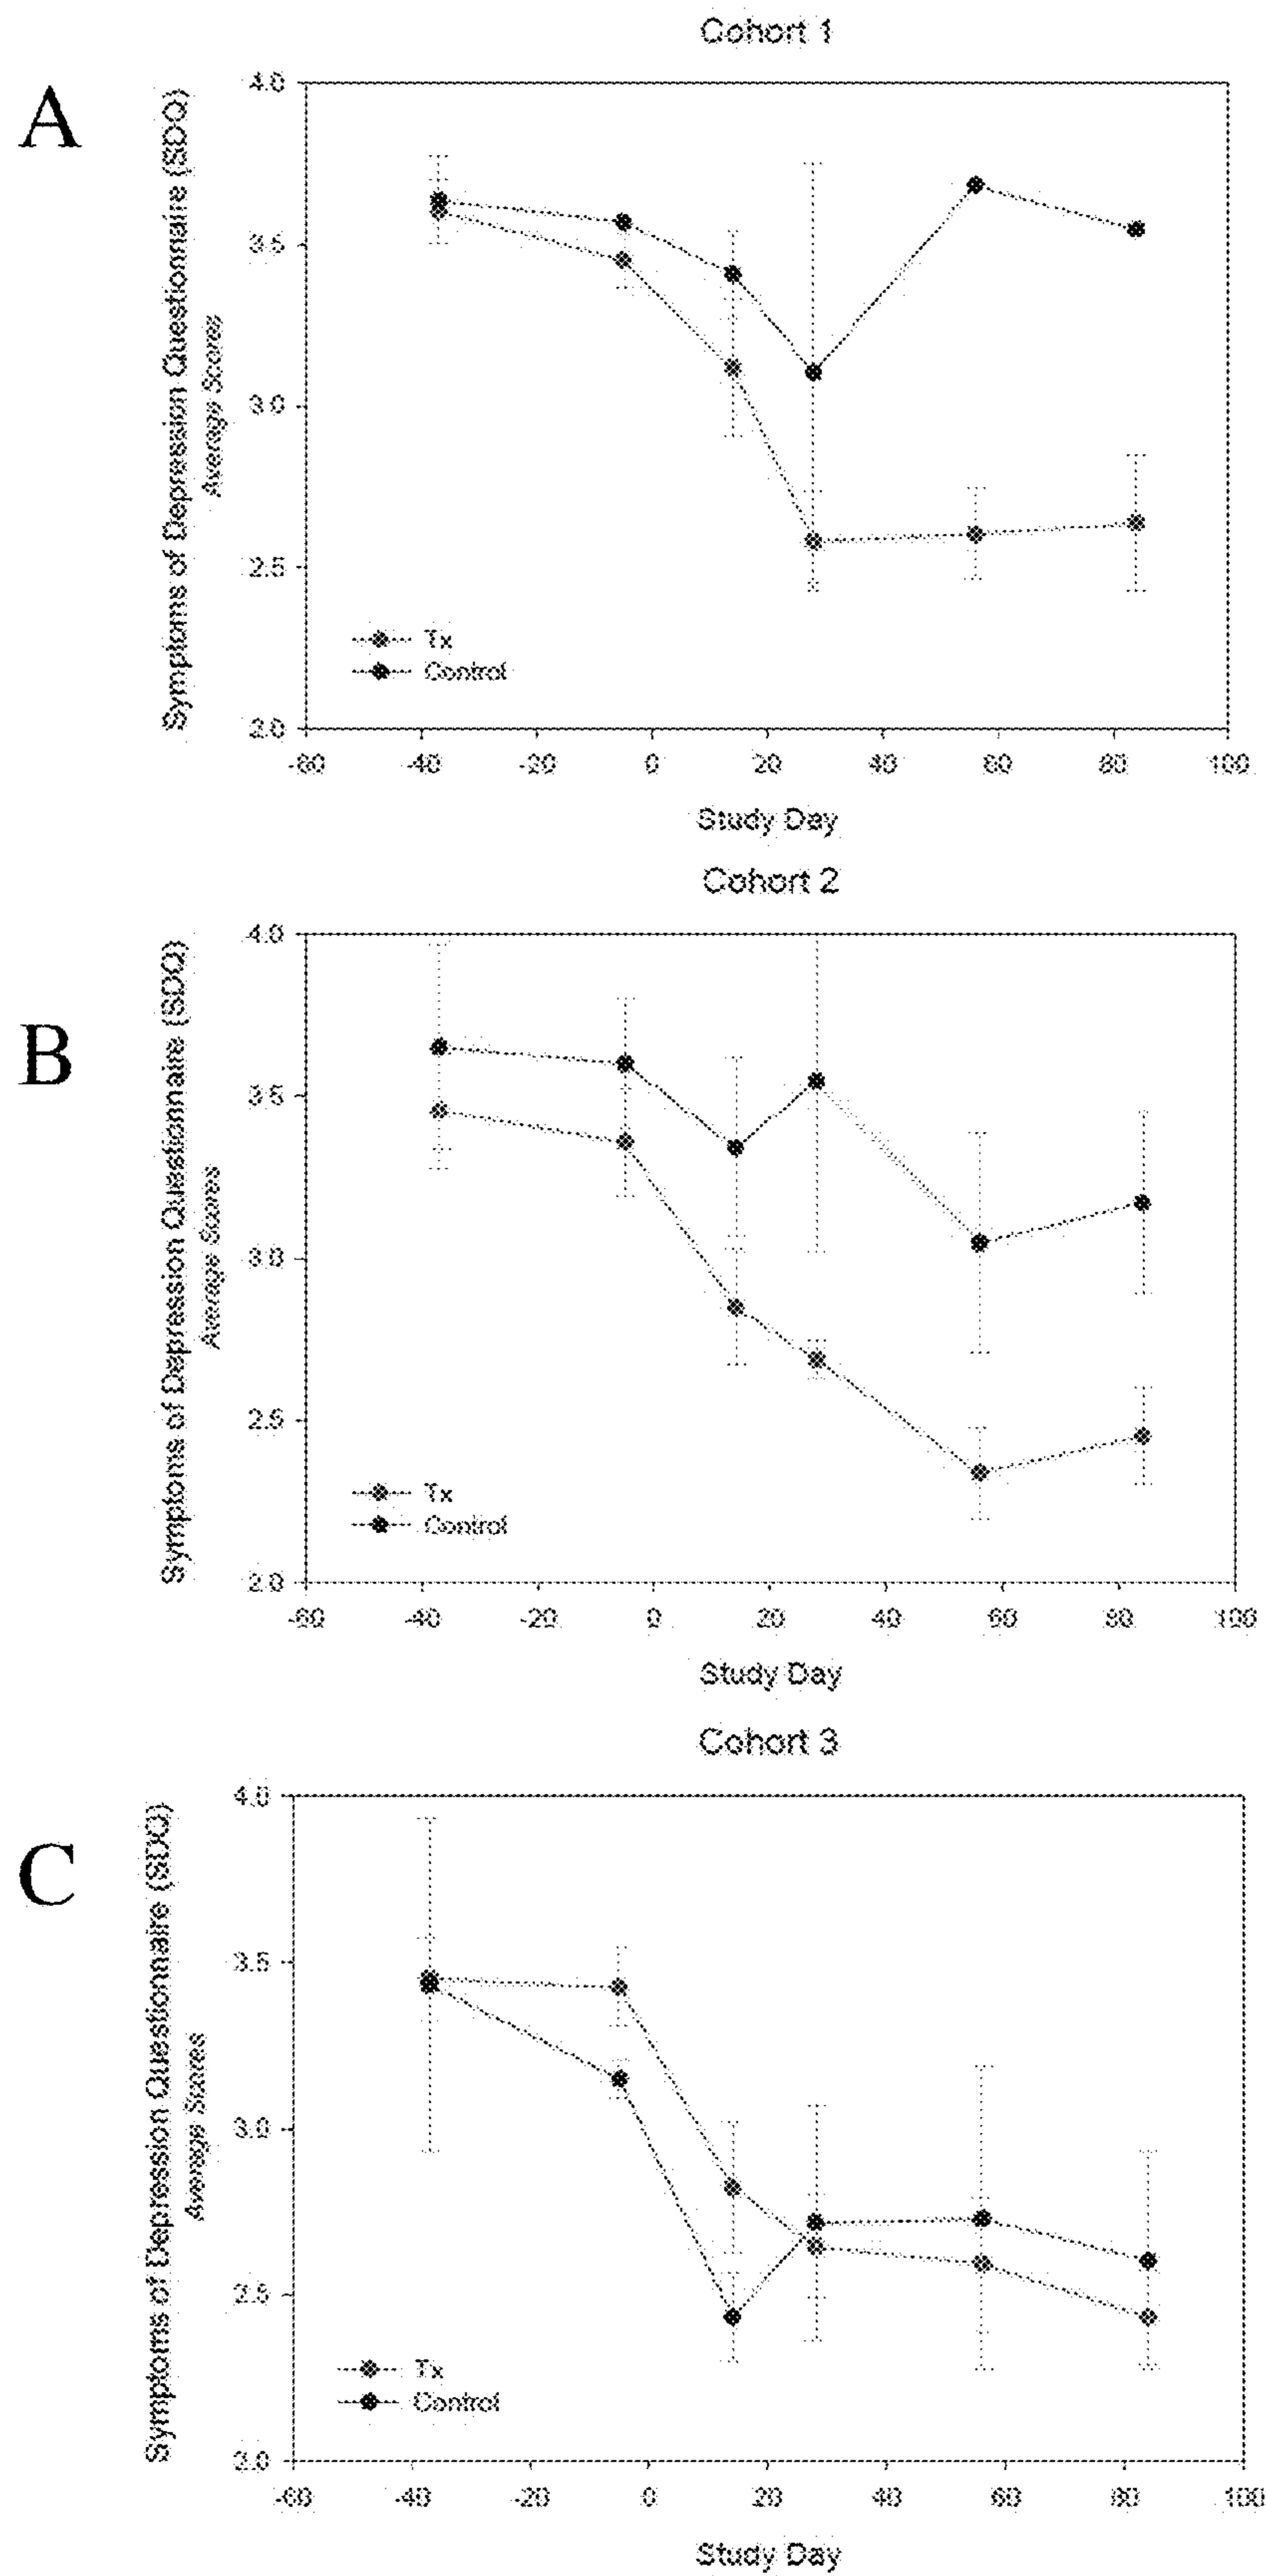 Cohort 1
A
Symptoms of Depression Questionnaire (SDQ)
Average Scores
4.0
3.5
3.0
2.5
2.0
Tx
Control
-60 -40 -20 0 20 40 60 80 100
Study Day
Cohort 2
B
Symptoms of Depression Questionnaire (SDQ)
Average Scores
4.0
3.5
3.0
2.5
2.0
Tx
Control
-60 -40 -20 0 20 40 60 80 100
Study Day
Cohort 3
C
Symptoms of Depression Questionnaire (SDQ)
Average Scores
4.0
3.5
3.0
2.5
2.0
Tx
Control
-60 -40 -20 0 20 40 60 80 100
Study Day